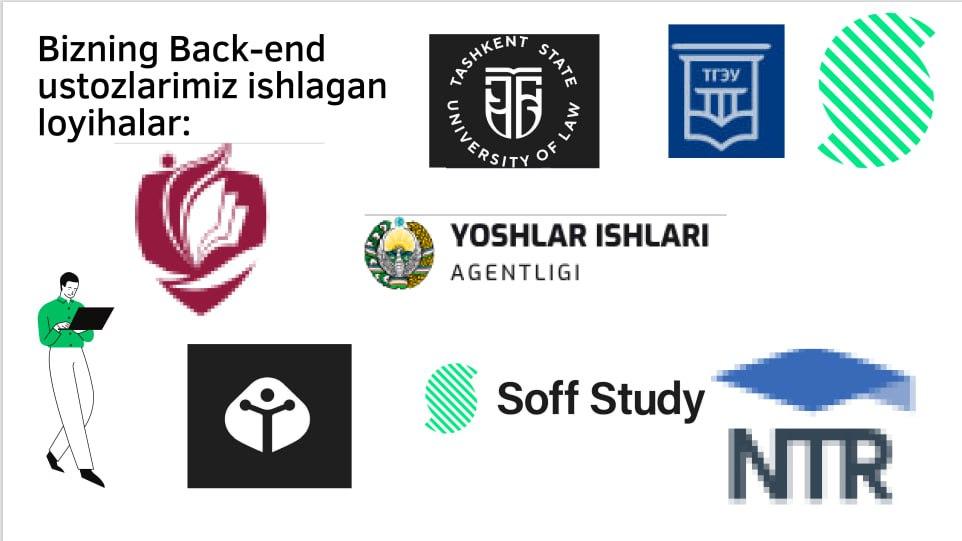 Bizning Back-end
ustozlarimiz ishlagan
loyihalar:
TASHKENT STATE
UNIVERSITY OF LAW
ТГЭУ
YOSHLAR ISHLARI
AGENTLIGI
Soff Study
NTR